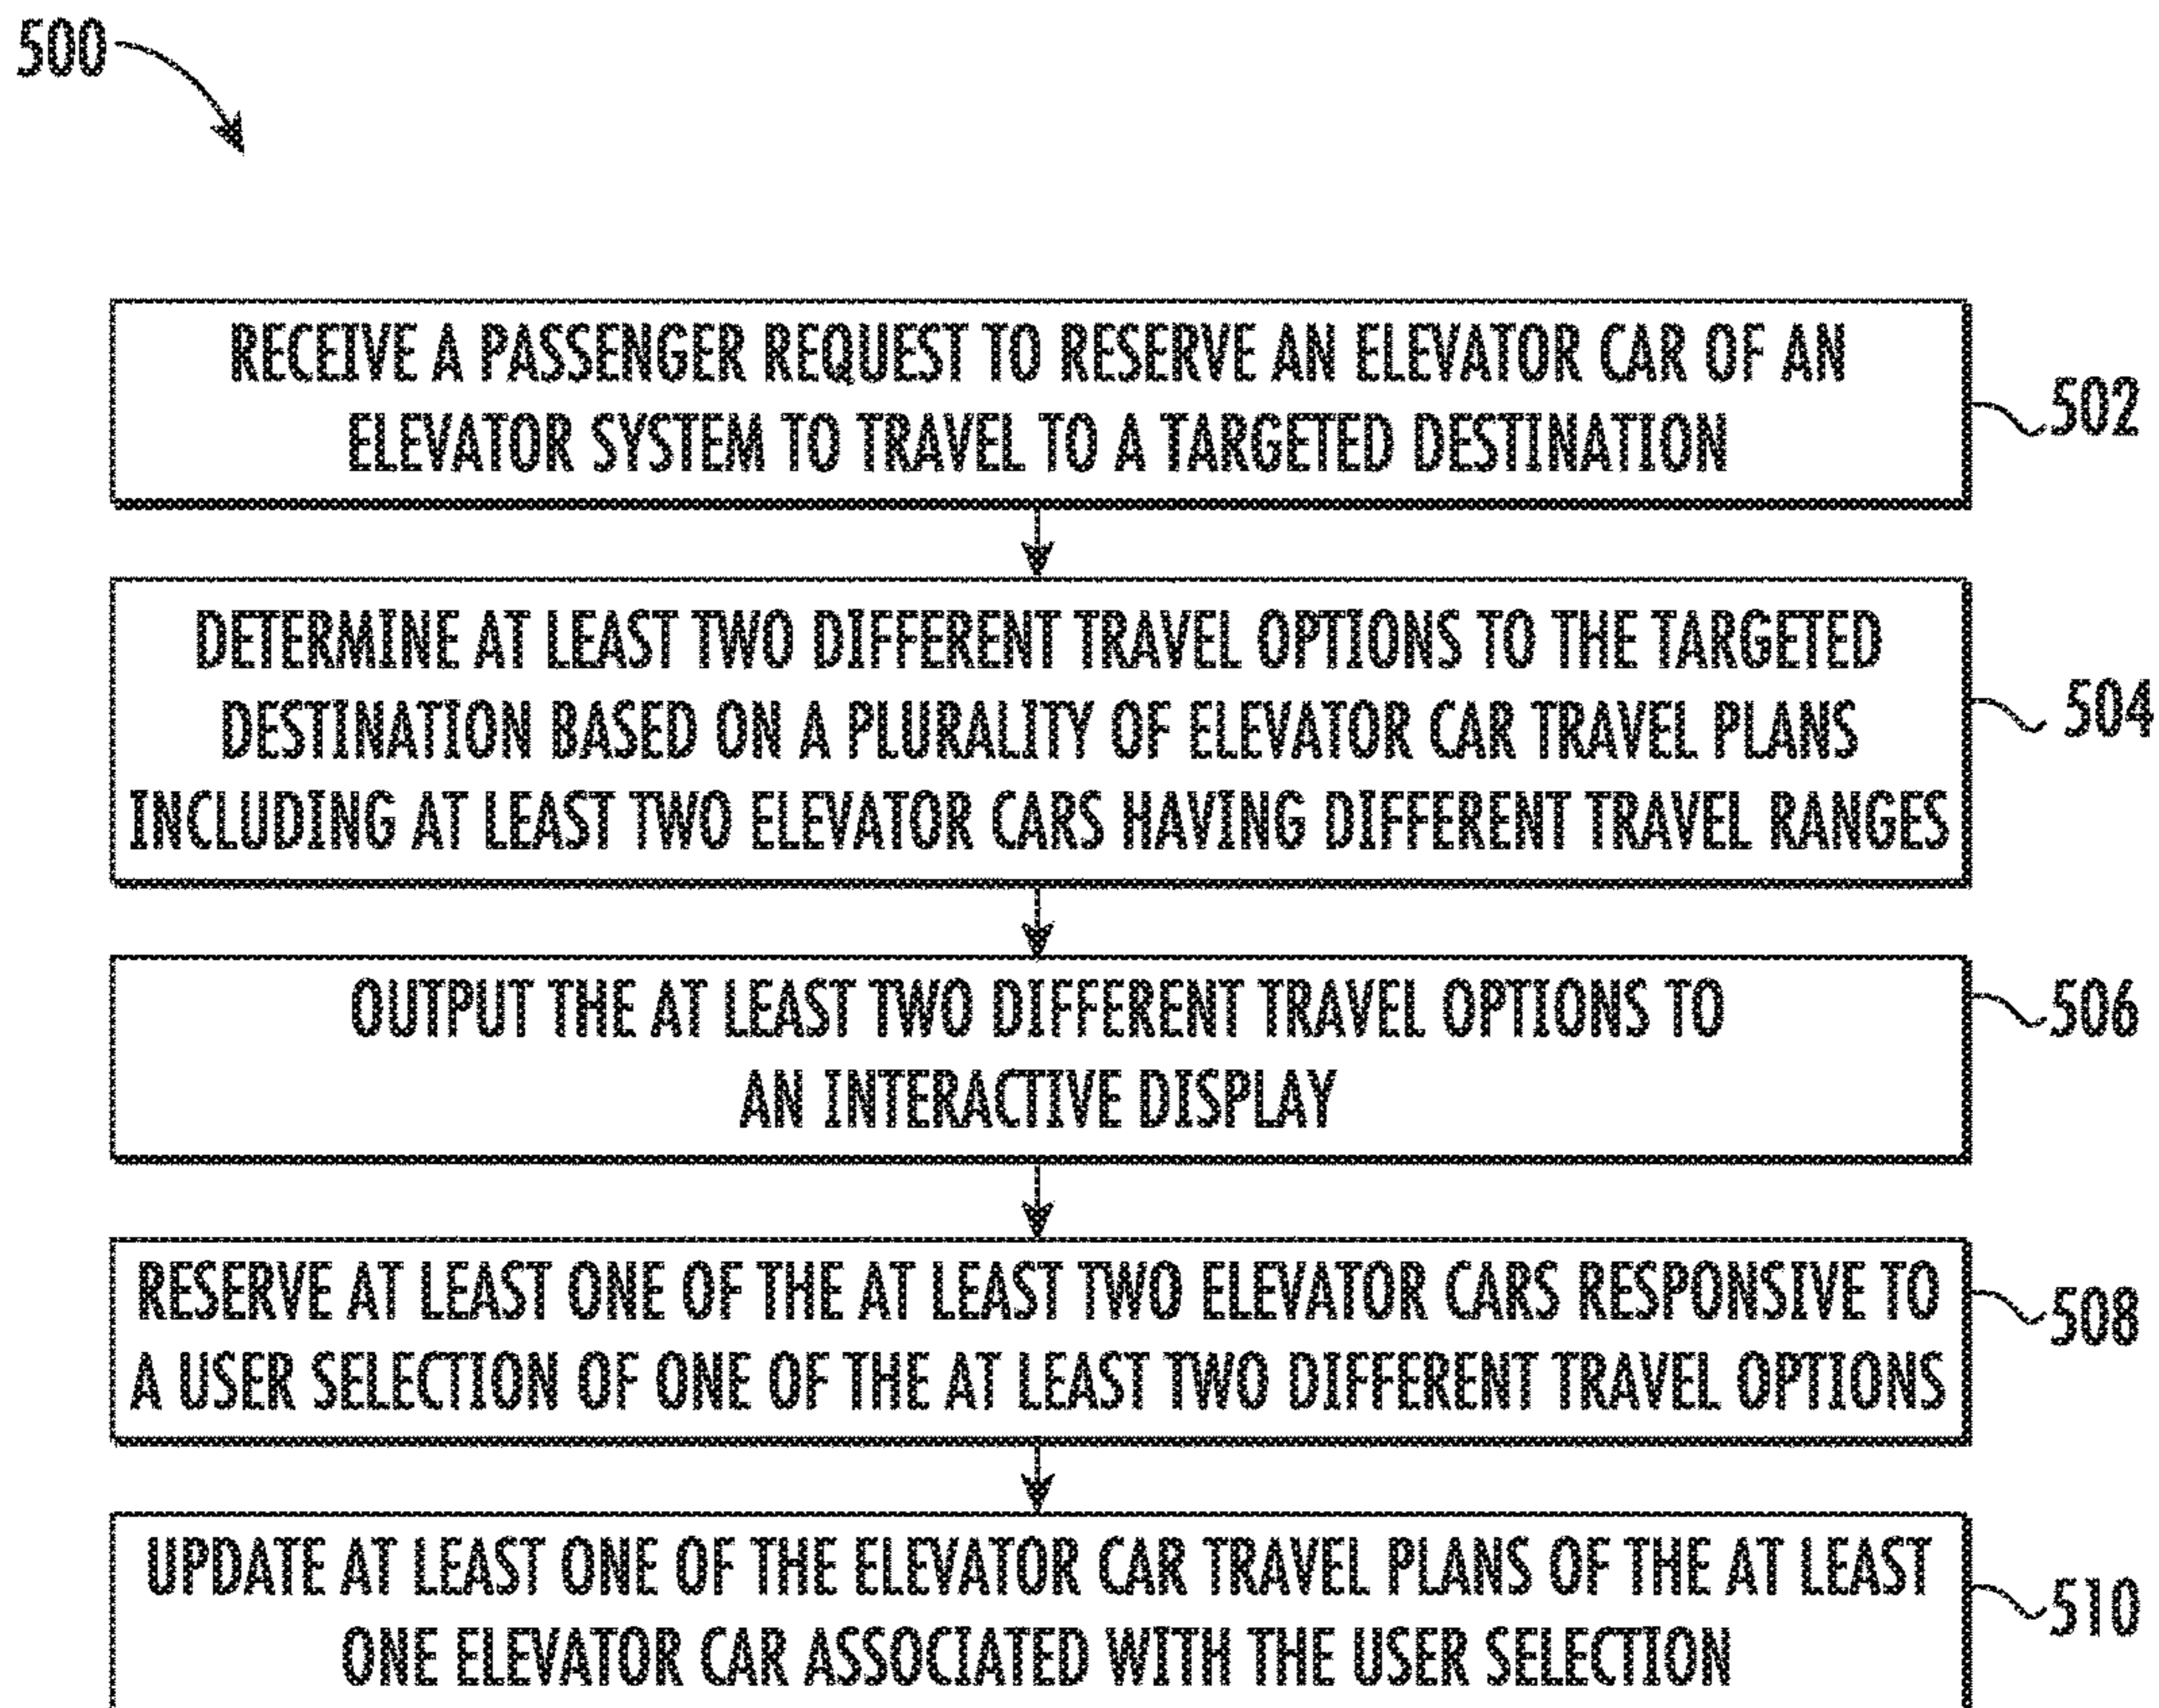 500
RECEIVE A PASSENGER REQUEST TO RESERVE AN ELEVATOR CAR OF AN
ELEVATOR SYSTEM TO TRAVEL TO A TARGETED DESTINATION
502
DETERMINE AT LEAST TWO DIFFERENT TRAVEL OPTIONS TO THE TARGETED
DESTINATION BASED ON A PLURALITY OF ELEVATOR CAR TRAVEL PLANS
INCLUDING AT LEAST TWO ELEVATOR CARS HAVING DIFFERENT TRAVEL RANGES
504
OUTPUT THE AT LEAST TWO DIFFERENT TRAVEL OPTIONS TO
AN INTERACTIVE DISPLAY
506
RESERVE AT LEAST ONE OF THE AT LEAST TWO ELEVATOR CARS RESPONSIVE TO
A USER SELECTION OF ONE OF THE AT LEAST TWO DIFFERENT TRAVEL OPTIONS
508
UPDATE AT LEAST ONE OF THE ELEVATOR CAR TRAVEL PLANS OF THE AT LEAST
ONE ELEVATOR CAR ASSOCIATED WITH THE USER SELECTION
510